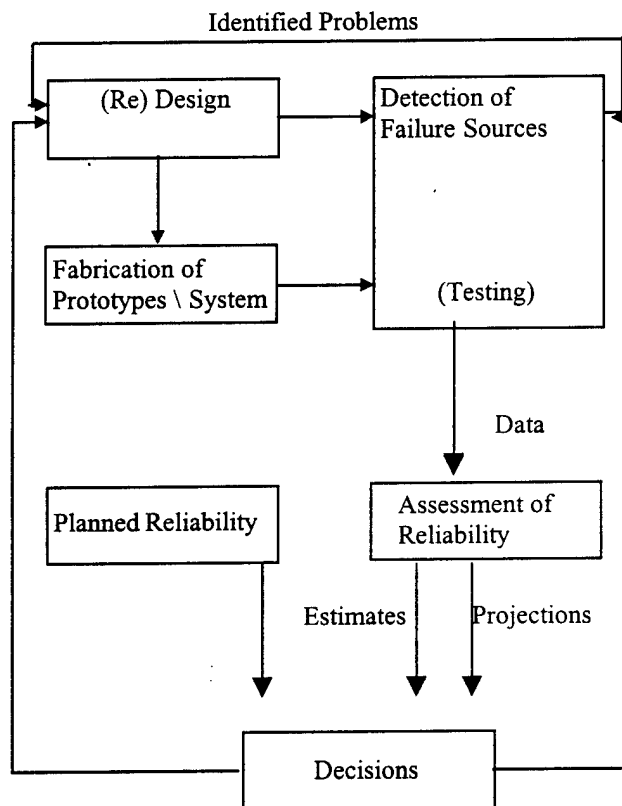 Identified Problems
(Re) Design
Detection of
Failure Sources
Fabrication of
Prototypes \ System
(Testing)
Data
Planned Reliability
Assessment of
Reliability
Estimates
Projections
Decisions